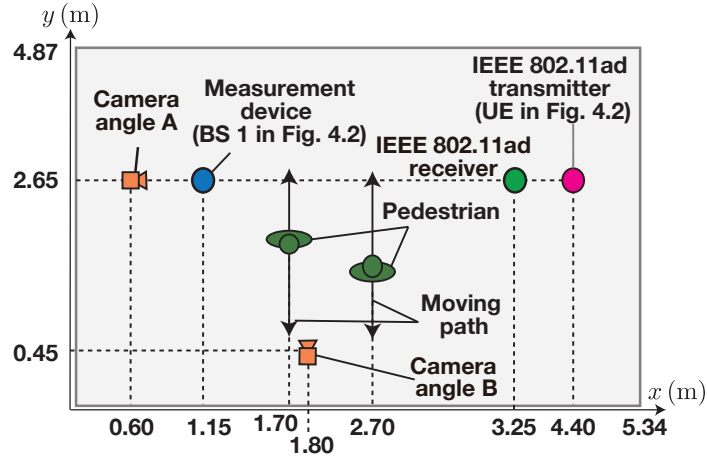 y (m)
4.87
IEEE 802.11ad
transmitter
(UE in Fig. 4.2)
Measurement
device
(BS 1 in Fig. 4.2)
Camera
angle A
IEEE 802.11ad
receiver
2.65
Pedestrian
Moving
path
0.45
Camera
angle B
x (m)
0.60
1.15
1.70
1.80
2.70
3.25
4.40
5.34